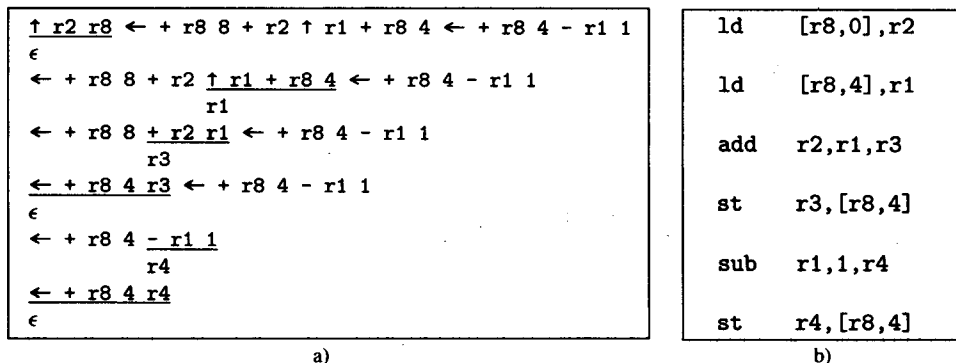 ↑ r2 r8 ← + r8 8 + r2 ↑ r1 + r8 4 ← + r8 4 - r1 1
ϵ
← + r8 8 + r2 ↑ r1 + r8 4 ← + r8 4 - r1 1
r1
← + r8 8 + r2 r1 ← + r8 4 - r1 1
r3
← + r8 4 r3 ← + r8 4 - r1 1
ϵ
← + r8 4 - r1 1
r4
← + r8 4 r4
ϵ
a)
ld [r8,0],r2
ld [r8,4],r1
add r2,r1,r3
st r3,[r8,4]
sub r1,1,r4
st r4,[r8,4]
b)